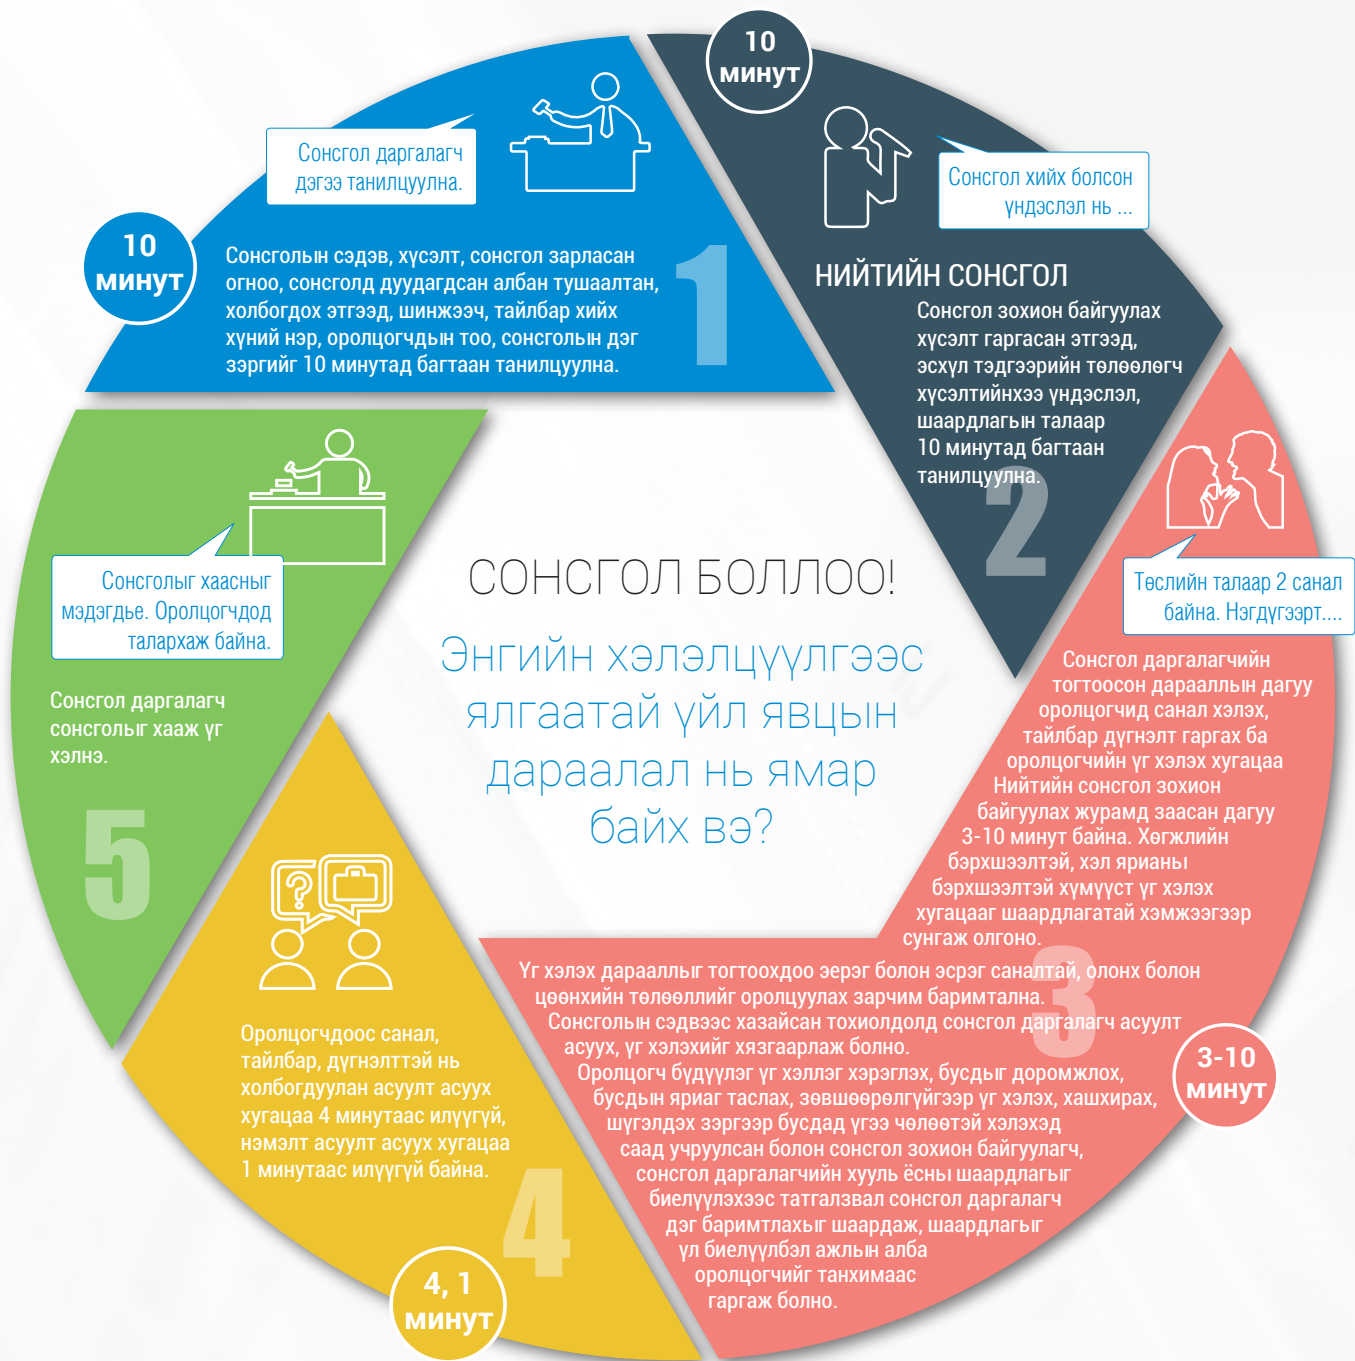 СОНСГОЛ БОЛЛОО!
Энгийн хэлэлцүүлгээс
ялгаатай үйл явцын
дараалал нь ямар
байх вэ?
10
минут
Сонсгол даргалагч
дэгээ танилцуулна.
Сонсголын сэдэв, хүсэлт, сонсгол зарласан
огноо, сонсголд дуудагдсан албан тушаалтан,
холбогдох этгээд, шинжээч, тайлбар хийх
хүний нэр, оролцогчдын тоо, сонсголын дэг
зэргийг 10 минутад багтаан танилцуулна.
1
10
минут
Сонсгол хийх болсон
үндэслэл нь ...
НИЙТИЙН СОНСГОЛ
Сонсгол зохион байгуулах
хүсэлт гаргасан этгээд,
эсхүл тэдгээрийн төлөөлөгч
хүсэлтийнхээ үндэслэл,
шаардлагын талаар
10 минутад багтаан
танилцуулна.
2
Төслийн талаар 2 санал
байна. Нэгдүгээрт....
Сонсгол даргалагчийн
тогтоосон дарааллын дагуу
оролцогчид санал хэлэх,
тайлбар дүгнэлт гаргах ба
оролцогчийн үг хэлэх хугацаа
Нийтийн сонсгол зохион
байгуулах журамд заасан дагуу
3-10 минут байна. Хөгжлийн
бэрхшээлтэй, хэл ярианы
бэрхшээлтэй хүмүүст үг хэлэх
хугацааг шаардлагатай хэмжээгээр
сунгаж олгоно.
3
Үг хэлэх дарааллыг тогтоохдоо эерэг болон эсрэг саналтай, олонх болон
цөөнхийн төлөөллийг оролцуулах зарчим баримтална.
Сонсголын сэдвээс хазайсан тохиолдолд сонсгол даргалагч асуулт
асуух, үг хэлэхийг хязгаарлаж болно.
Оролцогч бүдүүлэг үг хэллэг хэрэглэх, бусдыг доромжлох,
бусдын яриаг таслах, зөвшөөрөлгүйгээр үг хэлэх, хашхирах,
шүгэлдэх зэргээр бусдад үгээ чөлөөтэй хэлэхэд
саад учруулсан болон сонсгол зохион байгуулагч,
сонсгол даргалагчийн хууль ёсны шаардлагыг
биелүүлэхээс татгалзвал сонсгол даргалагч
дэг баримтлахыг шаардаж, шаардлагыг
үл биелүүлбэл ажлын алба
оролцогчийг танхимаас
гаргаж болно.
3-10
минут
Оролцогчдоос санал,
тайлбар, дүгнэлттэй нь
холбогдуулан асуулт асуух
хугацаа 4 минутаас илүүгүй,
нэмэлт асуулт асуух хугацаа
1 минутаас илүүгүй байна.
4
4, 1
минут
Сонсголыг хаасныг
мэдэгдье. Оролцогчдод
талархаж байна.
Сонсгол даргалагч
сонсголыг хааж үг
хэлнэ.
5